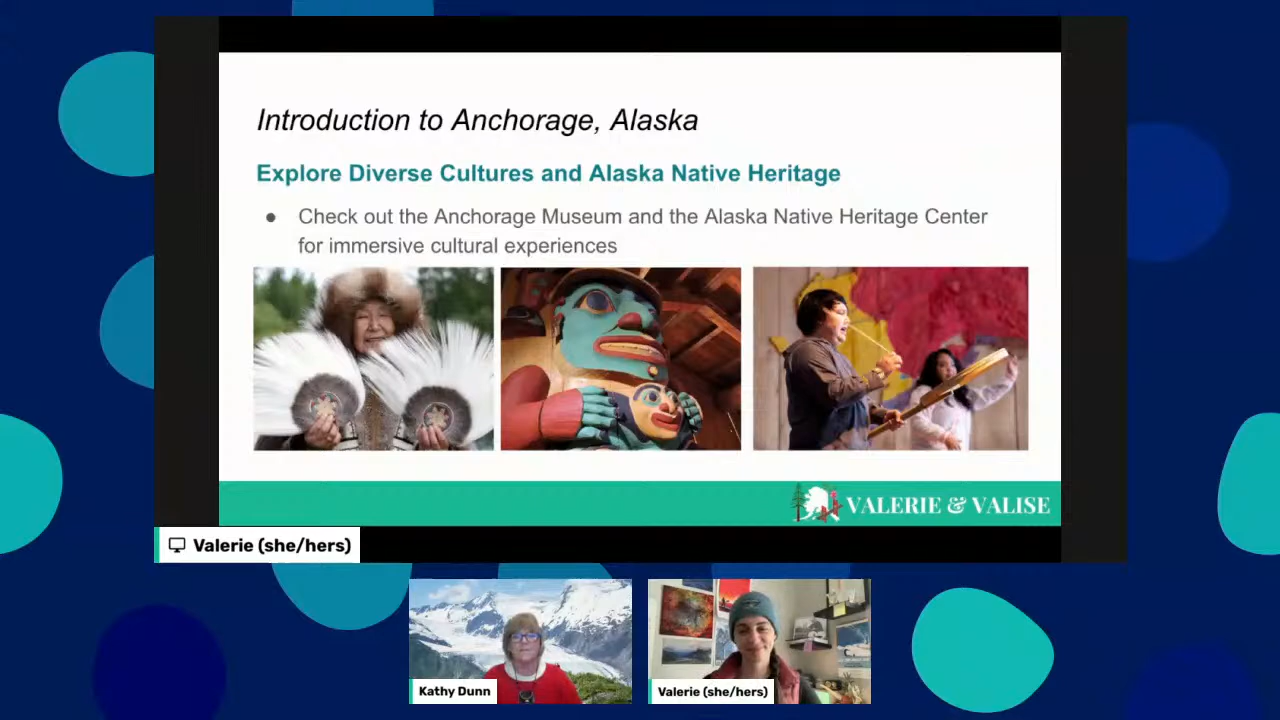 Introduction to Anchorage, Alaska
Explore Diverse Cultures and Alaska Native Heritage
● Check out the Anchorage Museum and the Alaska Native Heritage Center
for immersive cultural experiences
VALERIE & VALISE
Valerie (she/hers)
Kathy Dunn
Valerie (she/hers)